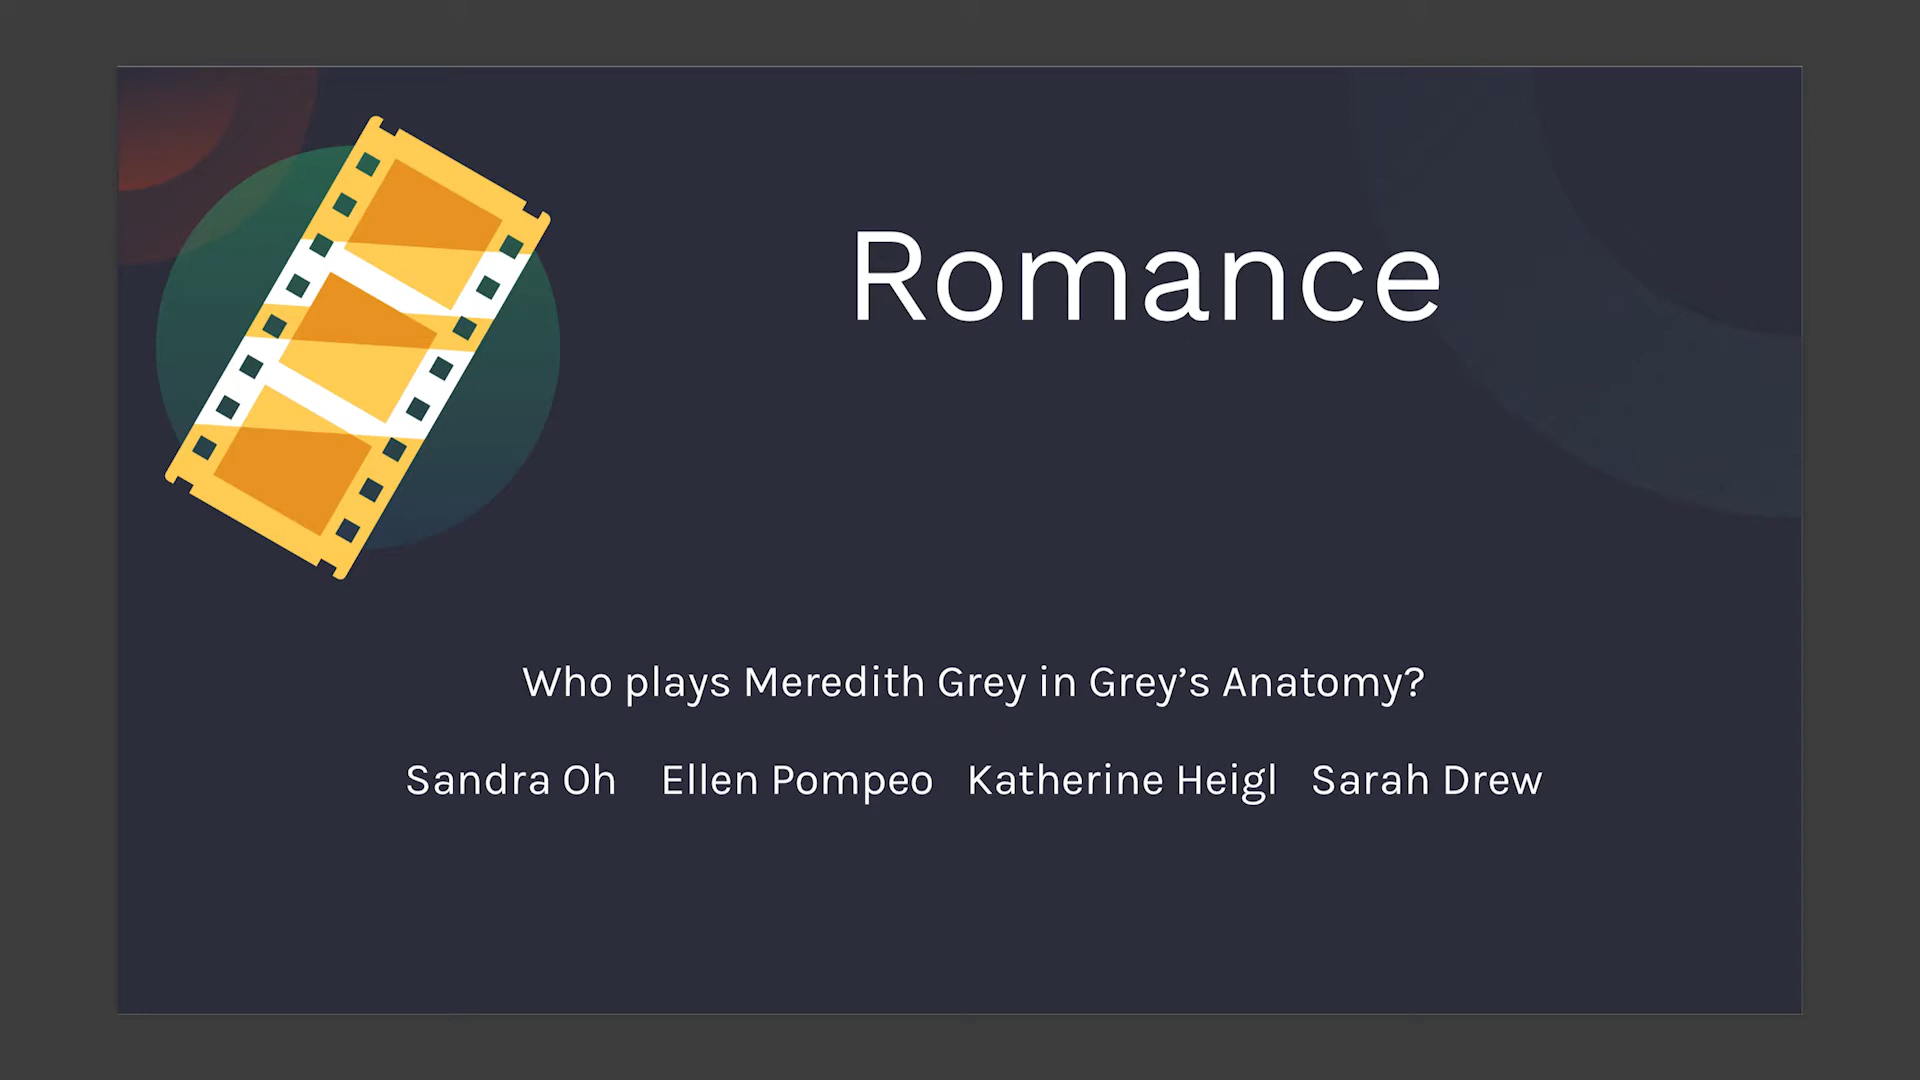 Romance
Who plays Meredith Grey in Grey’s Anatomy?
Sandra Oh Ellen Pompeo Katherine Heigl Sarah Drew